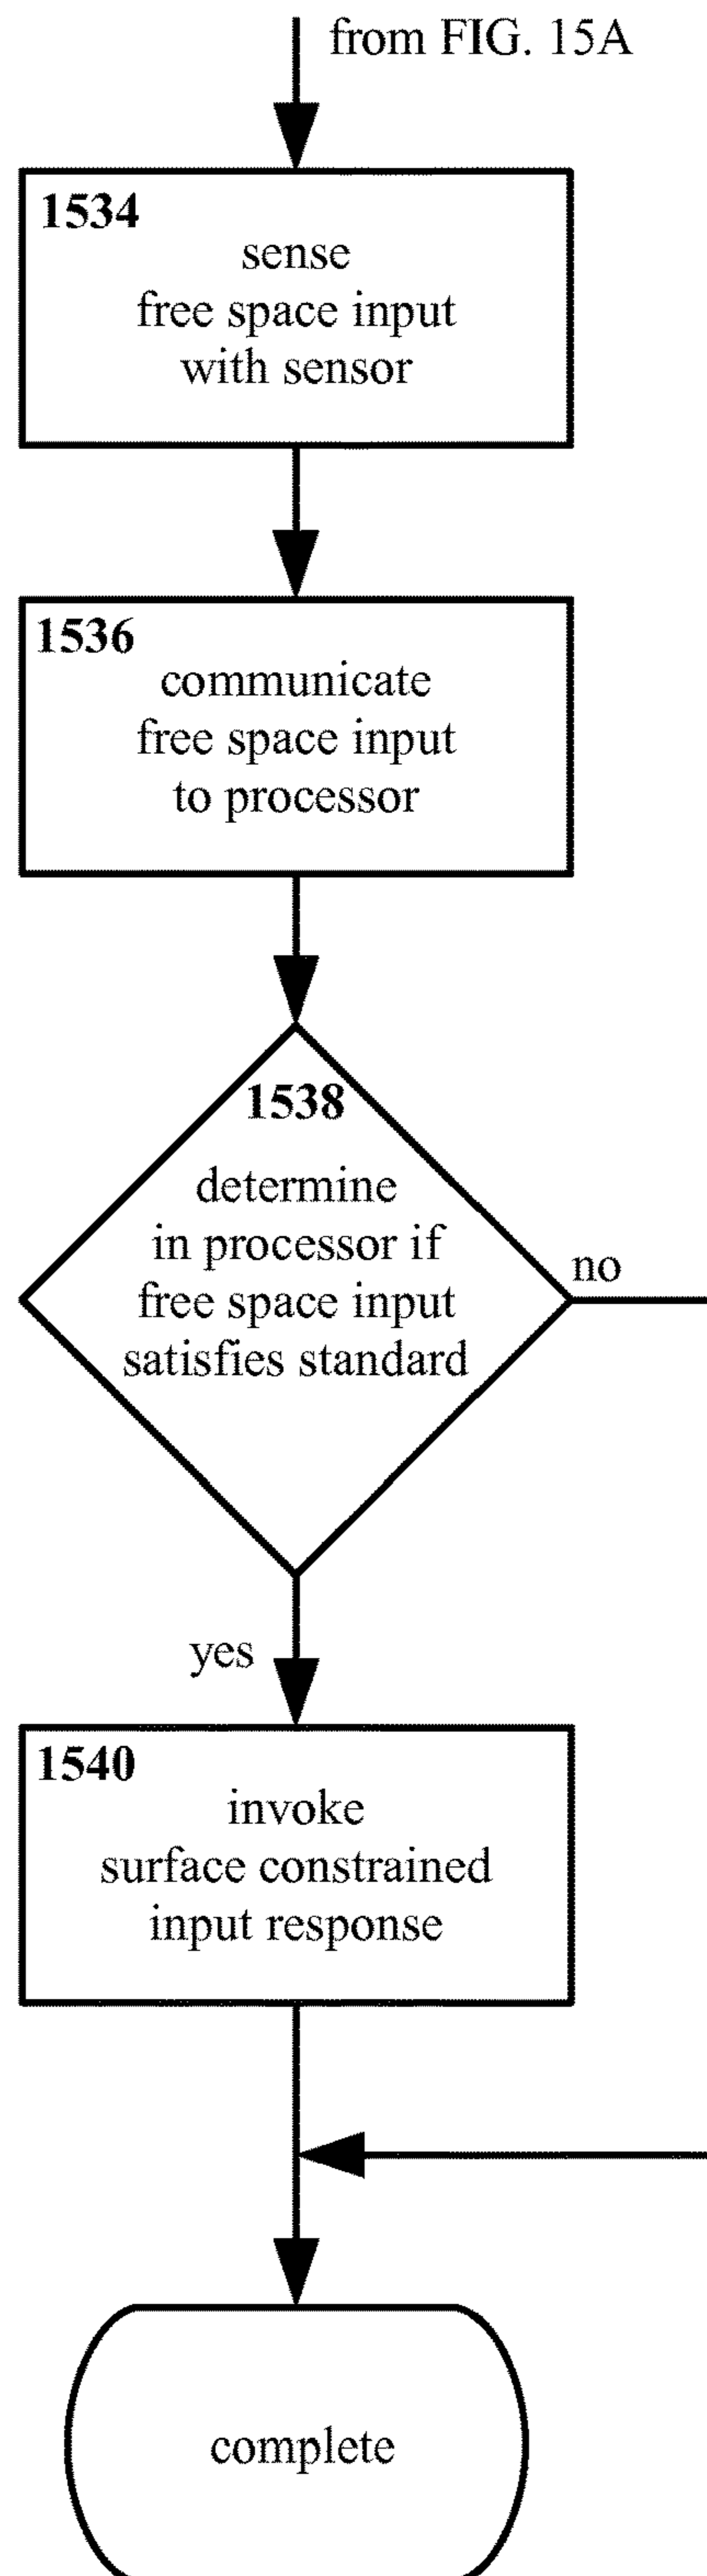 from FIG. 15A
1534
sense
free space input
with sensor
1536
communicate
free space input
to processor
1538
determine
in processor if
free space input
satisfies standard
no
yes
1540
invoke
surface constrained
input response
complete